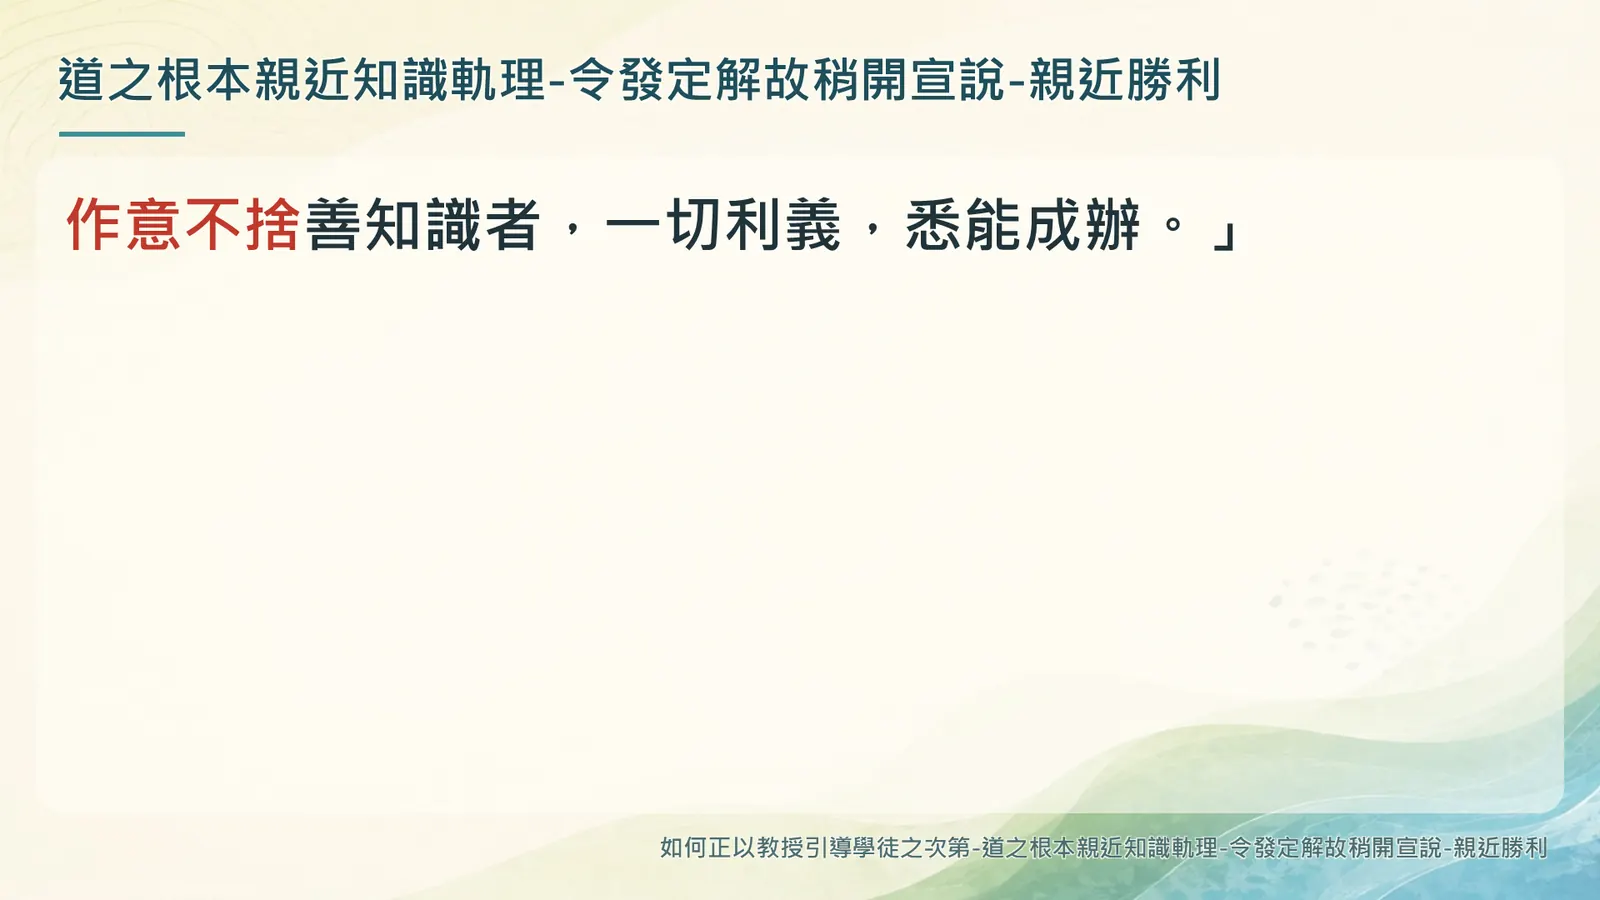 道之根本親近知識軌理-令發定解故稍開宣說-親近勝利
作意不捨善知識者，一切利義，悉能成辦。」
如何正以教授引導學徒之次第-道之根本親近知識軌理-令發定解故稍開宣說-親近勝利